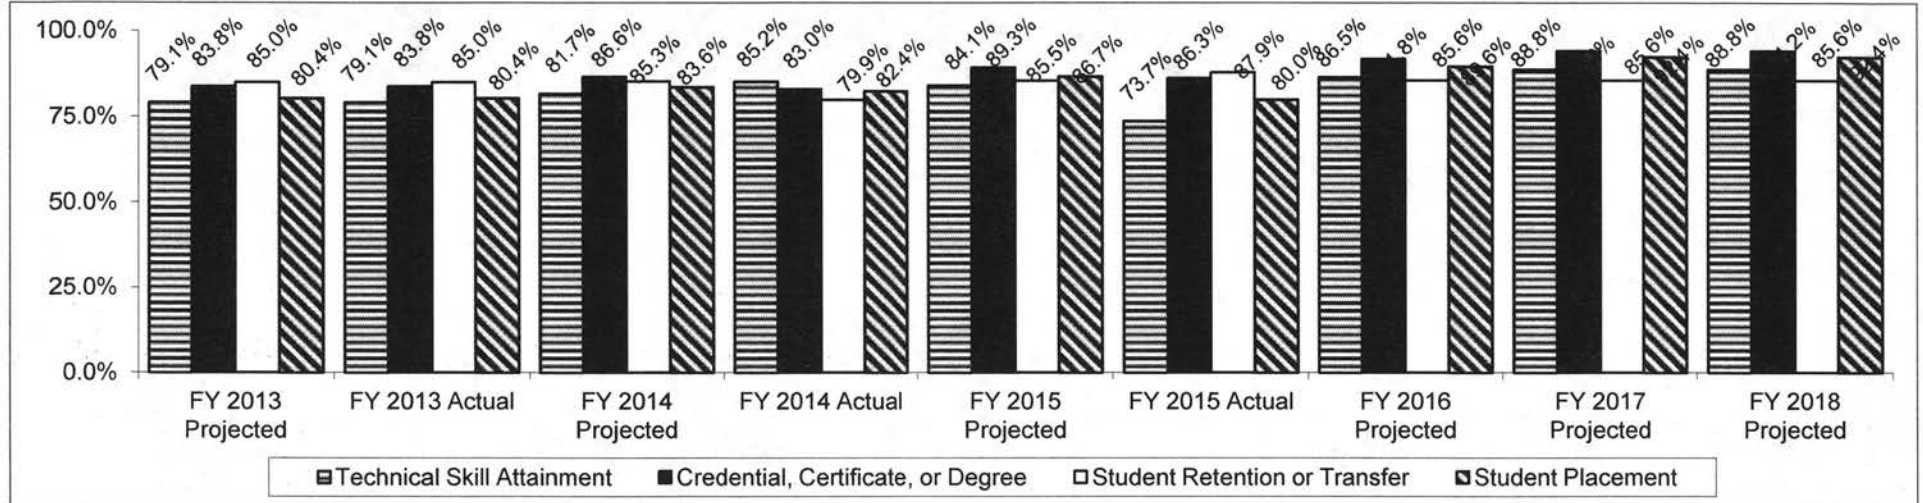 100.0%
75.0%
50.0%
25.0%
0.0%
79.1% 83.8% 85.0% 80.4%
79.1% 83.8% 85.0% 80.4%
81.7% 86.6% 85.3% 83.6%
85.2% 83.0% 79.9% 82.4%
84.1% 89.3% 85.5% 86.7%
73.7% 86.3% 87.9% 80.0%
86.5% 85.6%
88.8% 85.6%
88.8% 85.6%
FY 2013 Projected
FY 2013 Actual
FY 2014 Projected
FY 2014 Actual
FY 2015 Projected
FY 2015 Actual
FY 2016 Projected
FY 2017 Projected
FY 2018 Projected
Technical Skill Attainment Credential, Certificate, or Degree Student Retention or Transfer Student Placement